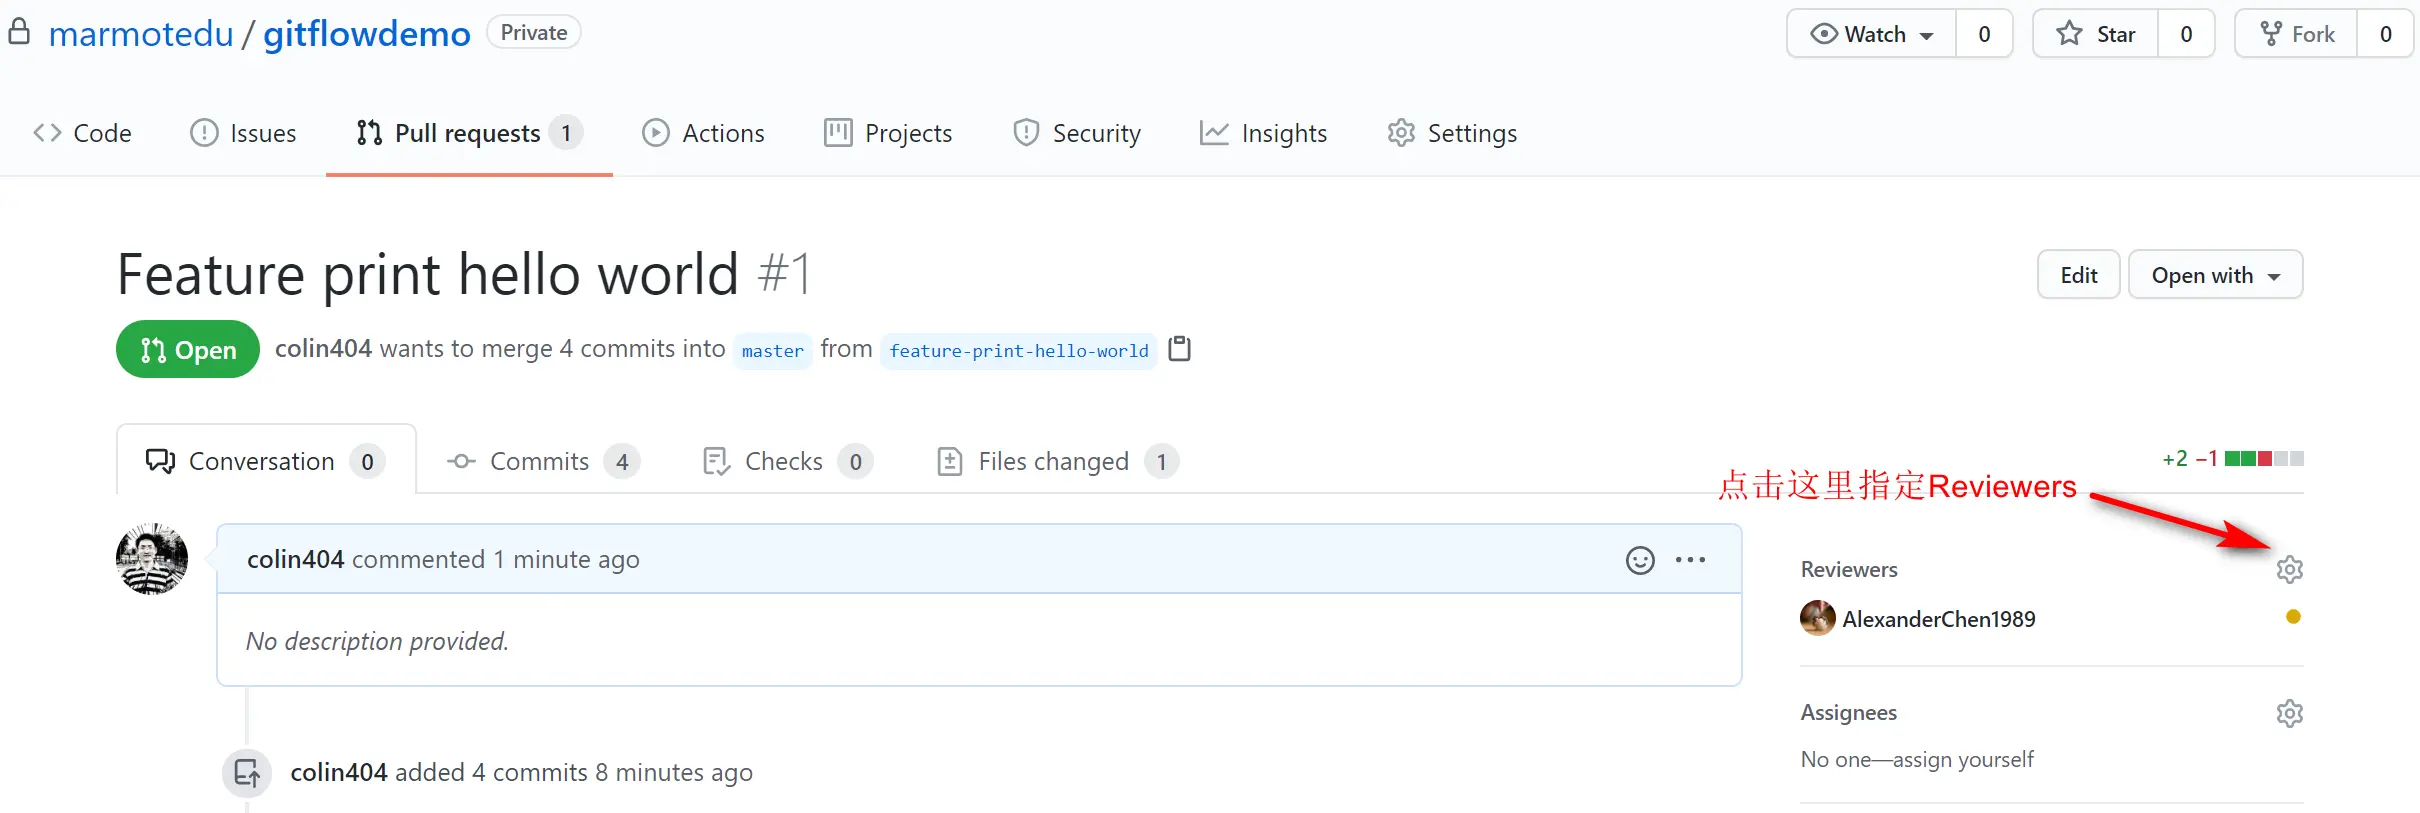 marmotedu / gitflowdemo Private Watch 0 Star 0 Fork 0
Code Issues Pull requests 1 Actions Projects Security Insights Settings
Feature print hello world #1 Edit Open with
Open colin404 wants to merge 4 commits into master from feature-print-hello-world
Conversation 0 Commits 4 Checks 0 Files changed 1 +2 −1
点击这里指定Reviewers
colin404 commented 1 minute ago
Reviewers
AlexanderChen1989
No description provided.
Assignees
No one—assign yourself
colin404 added 4 commits 8 minutes ago